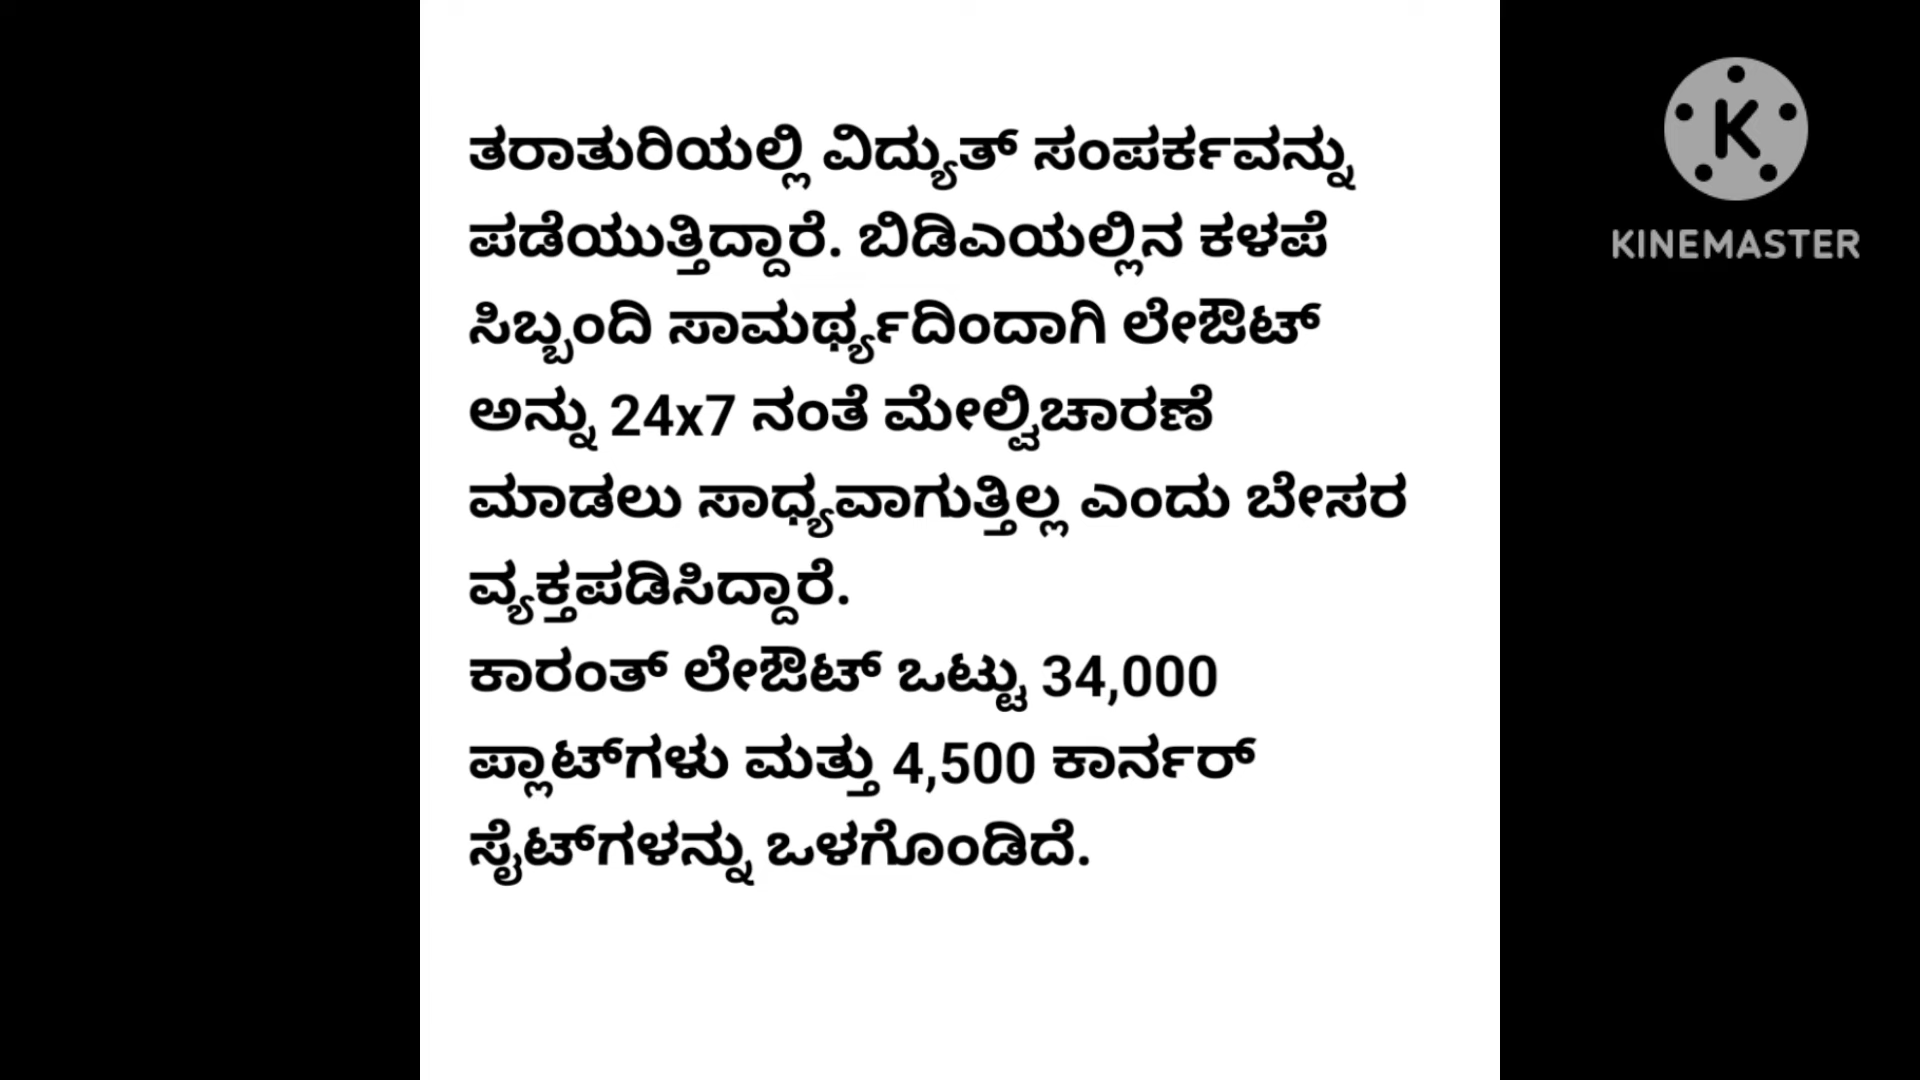 ತರಾತುರಿಯಲ್ಲಿ ವಿದ್ಯುತ್ ಸಂಪರ್ಕವನ್ನು
ಪಡೆಯುತ್ತಿದ್ದಾರೆ. ಬಿಡಿಎಯಲ್ಲಿನ ಕಳಪೆ
ಸಿಬ್ಬಂದಿ ಸಾಮರ್ಥ್ಯದಿಂದಾಗಿ ಲೇಔಟ್
ಅನ್ನು 24x7 ನಂತೆ ಮೇಲ್ವಿಚಾರಣೆ
ಮಾಡಲು ಸಾಧ್ಯವಾಗುತ್ತಿಲ್ಲ ಎಂದು ಬೇಸರ
ವ್ಯಕ್ತಪಡಿಸಿದ್ದಾರೆ.
ಕಾರಂತ್ ಲೇಔಟ್ ಒಟ್ಟು 34,000
ಪ್ಲಾಟ್‌ಗಳು ಮತ್ತು 4,500 ಕಾರ್ನರ್
ಸೈಟ್‌ಗಳನ್ನು ಒಳಗೊಂಡಿದೆ.
KINEMASTER